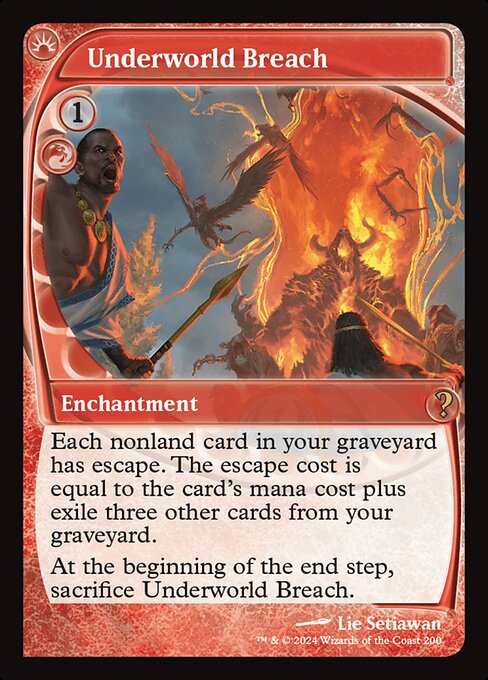 Underworld Breach
1
Enchantment
?
Each nonland card in your graveyard
has escape. The escape cost is
equal to the card's mana cost plus
exile three other cards from your
graveyard.
At the beginning of the end step,
sacrifice Underworld Breach.
Lie Setiawan
™ & © 2024 Wizards of the Coast 200